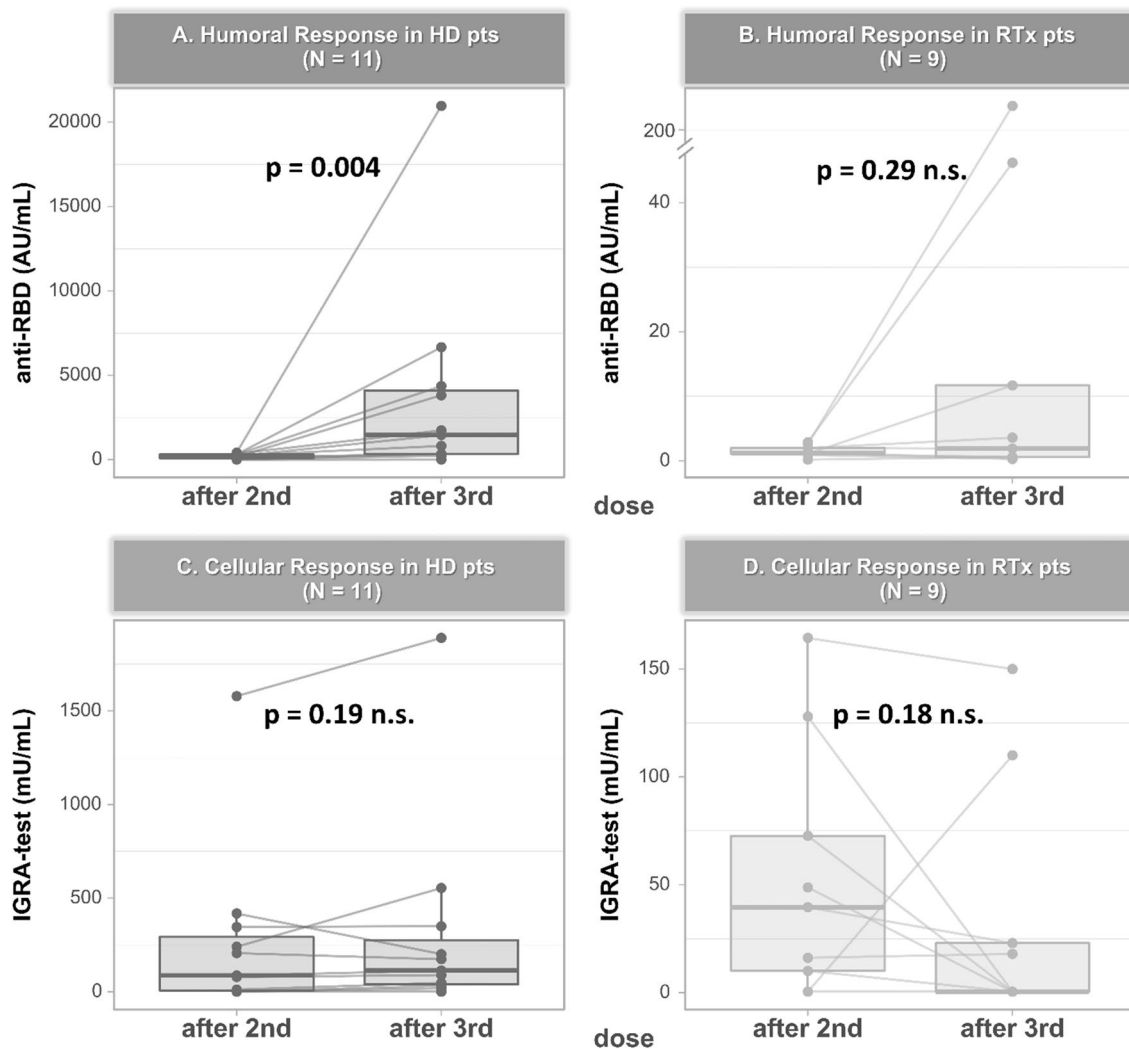 A. Humoral Response in HD pts
(N = 11)
anti-RBD (AU/mL)
20000
15000
10000
5000
0
p = 0.004
after 2nd
after 3rd
B. Humoral Response in RTx pts
(N = 9)
anti-RBD (AU/mL)
200
40
20
0
p = 0.29 n.s.
after 2nd
after 3rd
dose
C. Cellular Response in HD pts
(N = 11)
IGRA-test (mU/mL)
1500
1000
500
0
p = 0.19 n.s.
after 2nd
after 3rd
D. Cellular Response in RTx pts
(N = 9)
IGRA-test (mU/mL)
150
100
50
0
p = 0.18 n.s.
after 2nd
after 3rd
dose